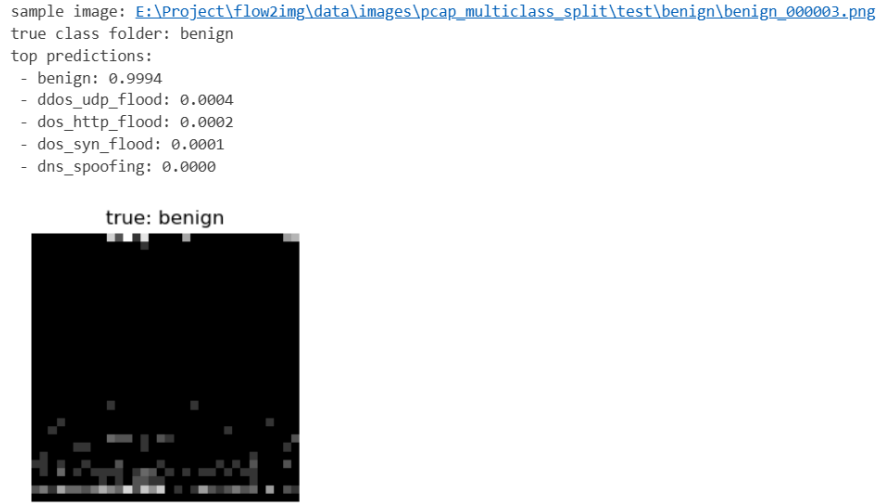 sample image: E:\Project\flow2img\data\images\pcap_multiclass_split\test\benign\benign_000003.png
true class folder: benign
top predictions:
- benign: 0.9994
- ddos_udp_flood: 0.0004
- dos_http_flood: 0.0002
- dos_syn_flood: 0.0001
- dns_spoofing: 0.0000
true: benign